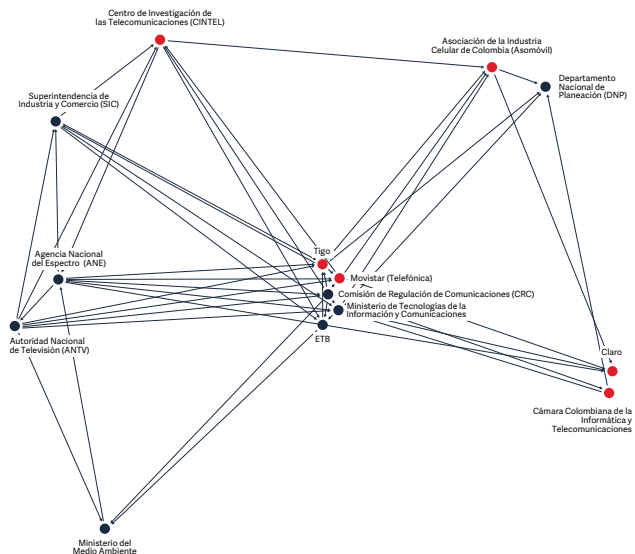 Centro de Investigación de
las Telecomunicaciones (CINTEL)
Asociación de la Industria
Celular de Colombia (Asomóvil)
Departamento
Nacional de
Planeación (DNP)
Superintendencia de
Industria y Comercio (SIC)
Agencia Nacional
del Espectro (ANE)
Tigo
Movistar (Telefónica)
Comisión de Regulación de Comunicaciones (CRC)
Ministerio de Tecnologías de la
Información y Comunicaciones
ETB
Autoridad Nacional
de Televisión (ANTV)
Claro
Cámara Colombiana de la
Informática y
Telecomunicaciones
Ministerio del
Medio Ambiente